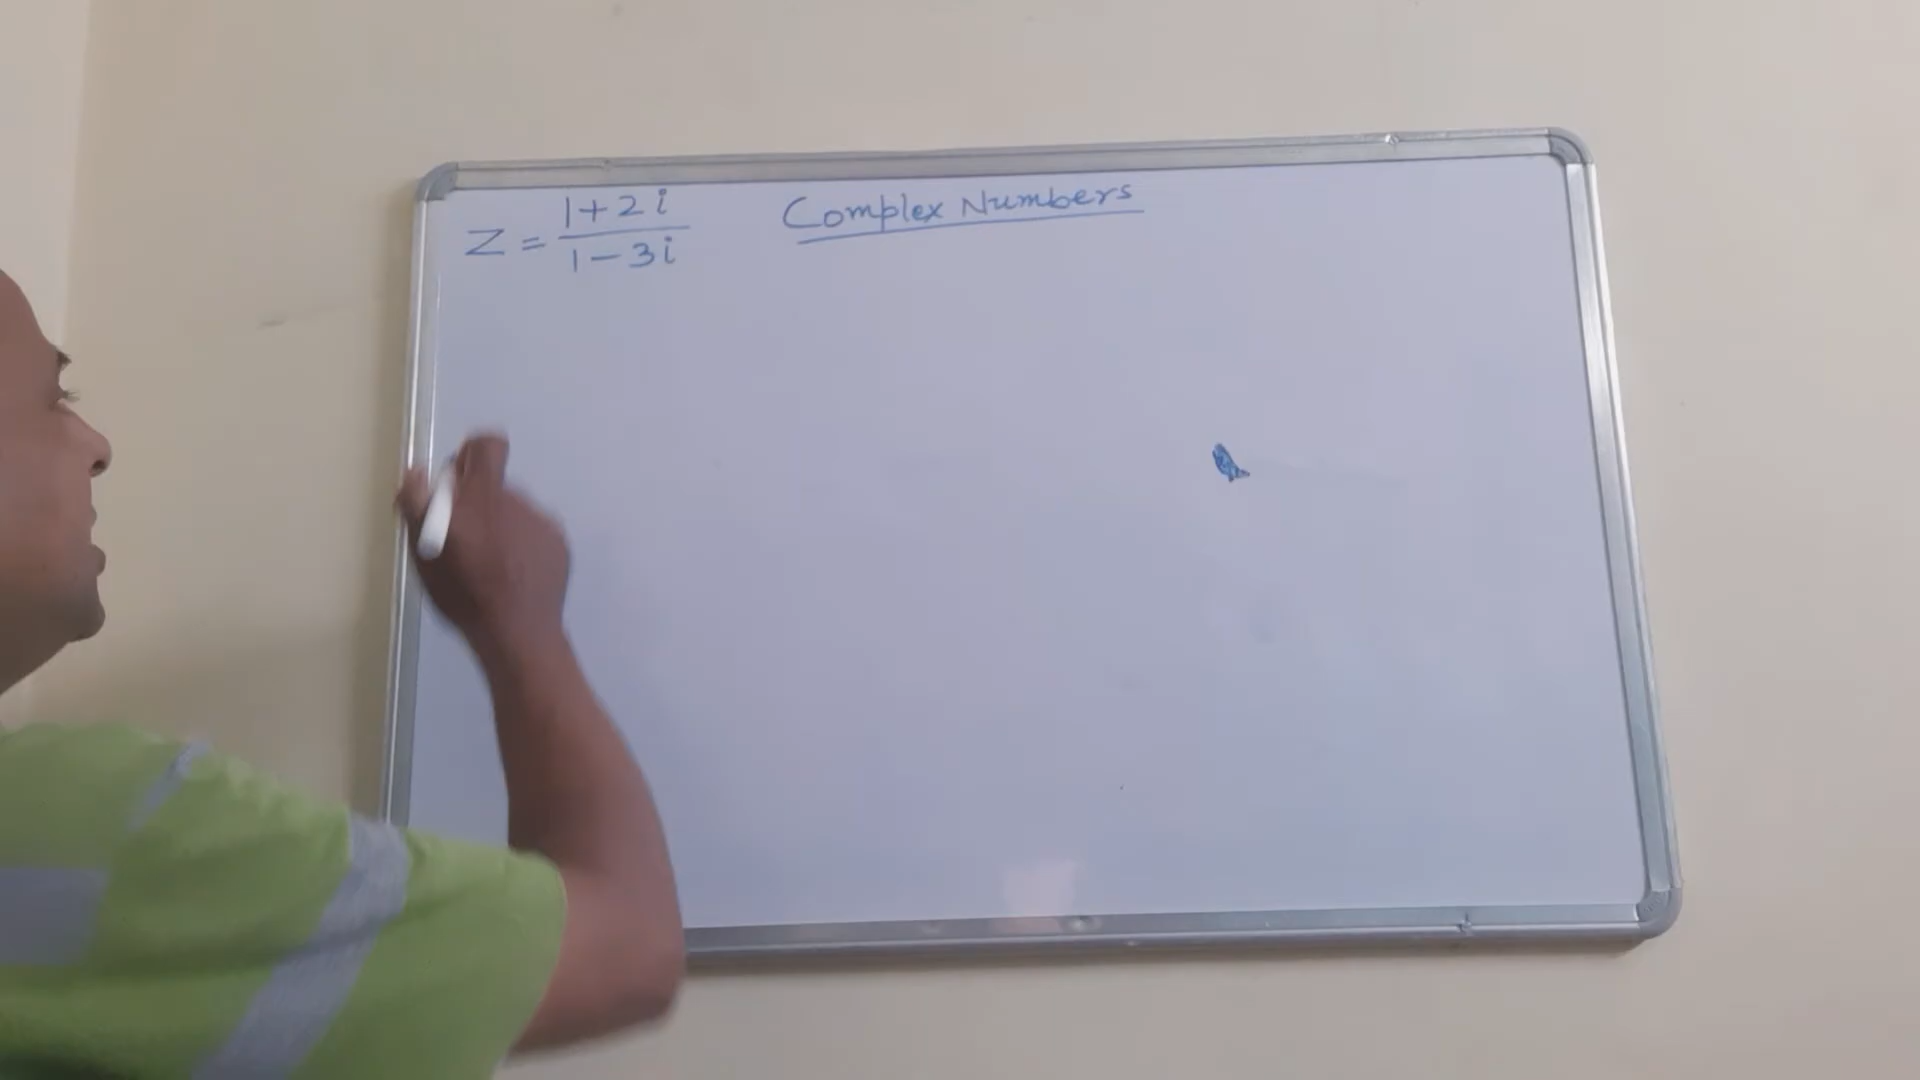 Z = 1+2i / 1-3i
Complex Numbers